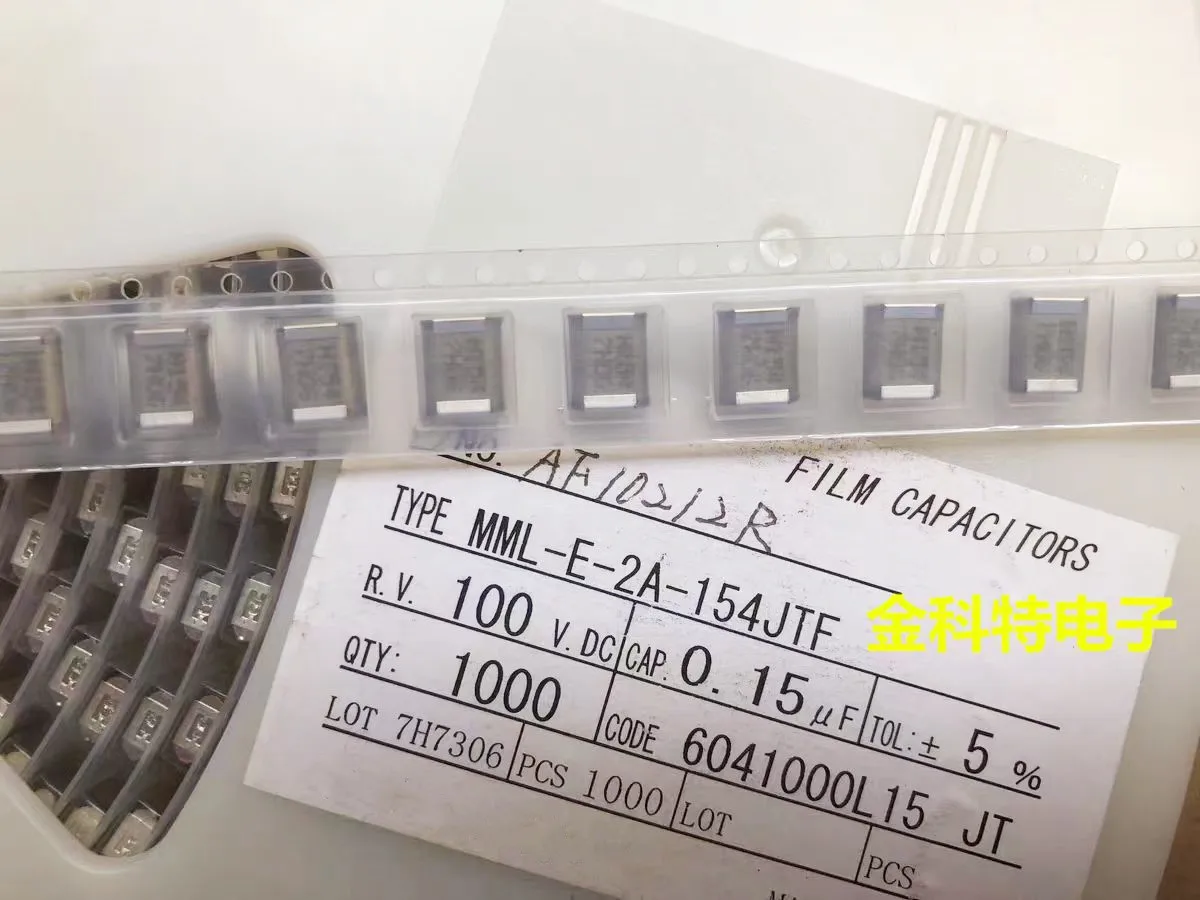 NO. AF10212R
FILM CAPACITORS
TYPE MML-E-2A-154JTF
金科特电子
R.V. 100 V.DC CAP. 0.15 μF TOL:± 5 %
QTY: 1000 CODE 6041000L15 JT
LOT 7H7306 PCS 1000 LOT PCS